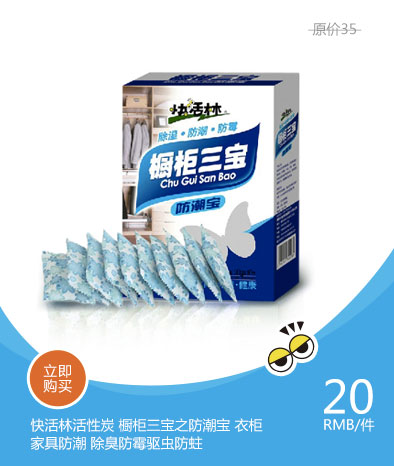 原价35
快活林
除湿·防潮·防霉
橱柜三宝
Chu Gui San Bao
防潮宝
健康
立即
购买
20
RMB/件
快活林活性炭 橱柜三宝之防潮宝 衣柜
家具防潮 除臭防霉驱虫防蛀